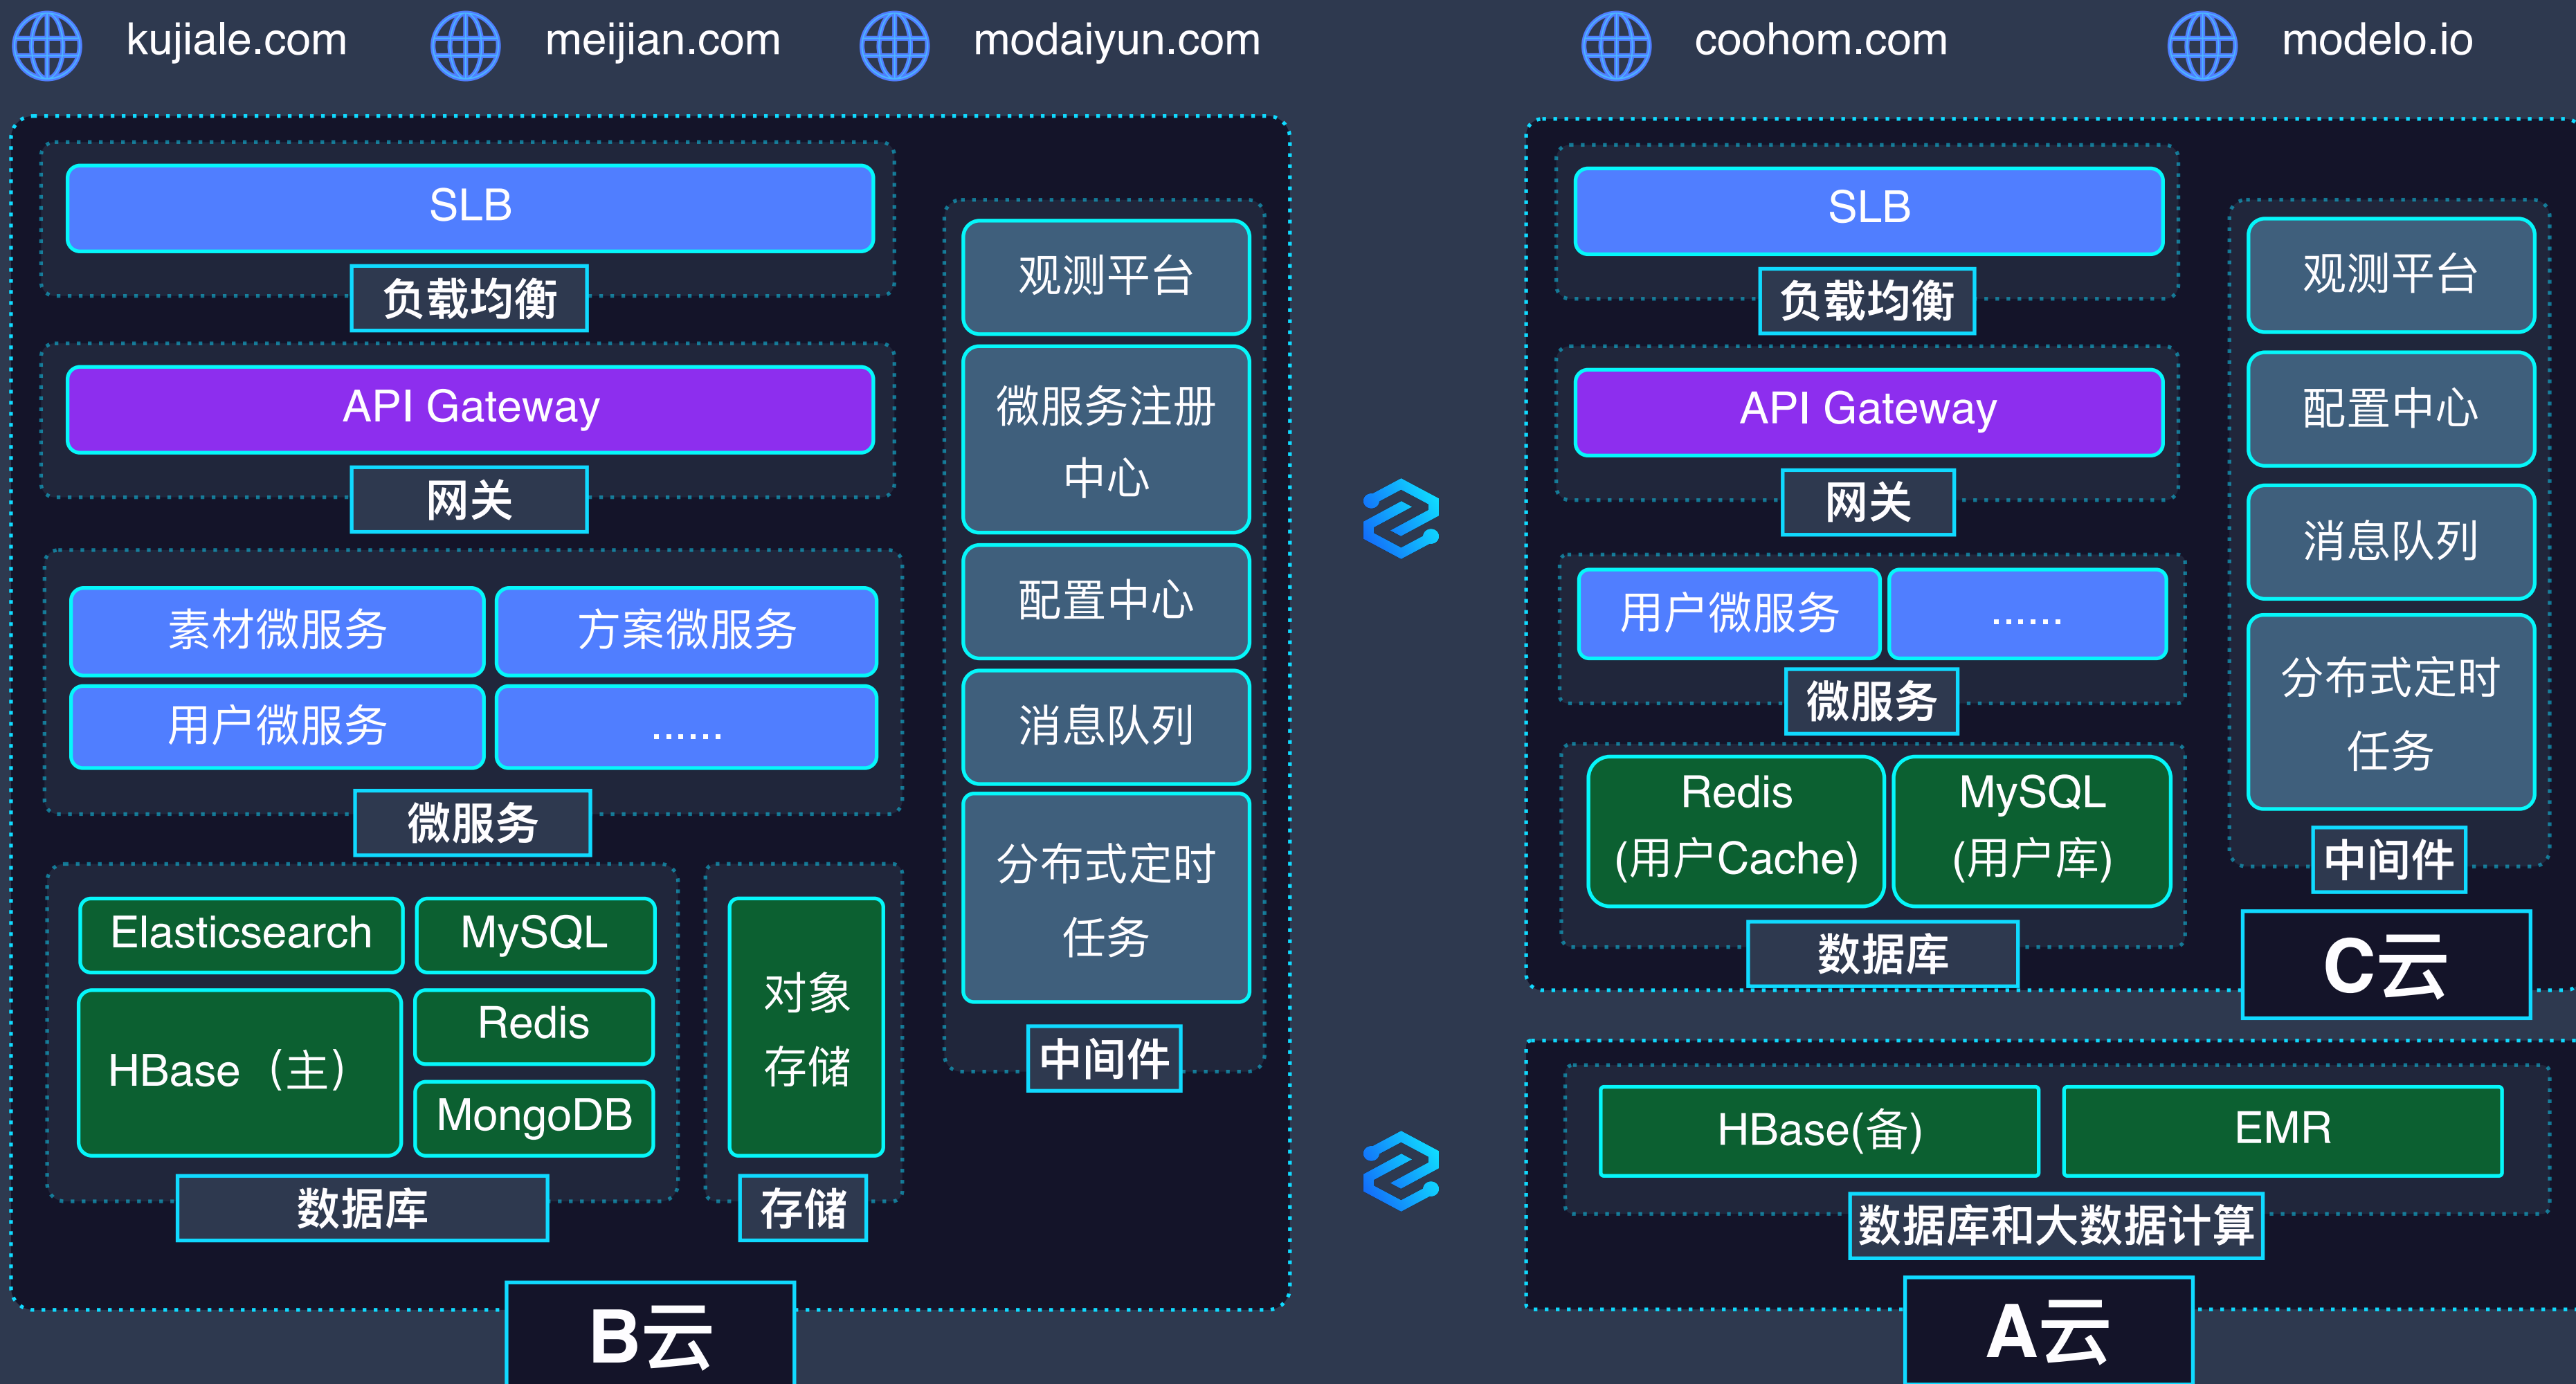 kujiale.com
meijian.com
modaiyun.com
coohom.com
modelo.io
SLB
负载均衡
API Gateway
网关
素材微服务
方案微服务
用户微服务
......
微服务
Elasticsearch
MySQL
HBase（主）
Redis
MongoDB
数据库
对象
存储
存储
观测平台
微服务注册
中心
配置中心
消息队列
分布式定时
任务
中间件
B云
SLB
负载均衡
API Gateway
网关
用户微服务
......
微服务
Redis
(用户Cache)
MySQL
(用户库)
数据库
观测平台
配置中心
消息队列
分布式定时
任务
中间件
C云
HBase(备)
EMR
数据库和大数据计算
A云